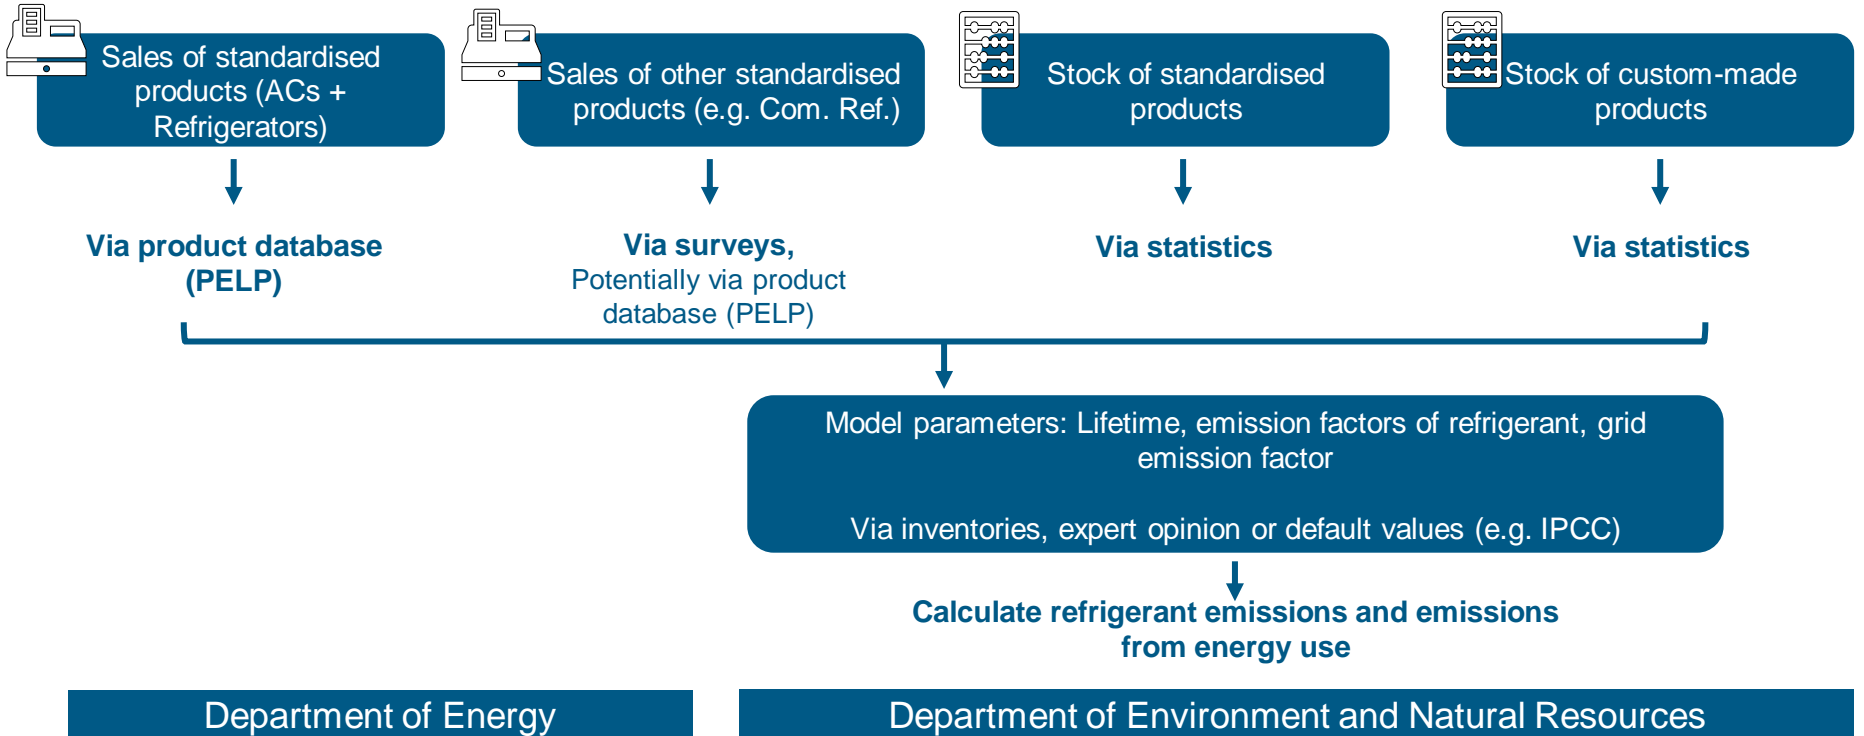 Sales of standardised
products (ACs +
Refrigerators)
Sales of other standardised
products (e.g. Com. Ref.)
Stock of standardised
products
Stock of custom-made
products
Via product database
(PELP)
Via surveys,
Potentially via product
database (PELP)
Via statistics
Via statistics
Model parameters: Lifetime, emission factors of refrigerant, grid
emission factor
Via inventories, expert opinion or default values (e.g. IPCC)
Calculate refrigerant emissions and emissions
from energy use
Department of Energy
Department of Environment and Natural Resources